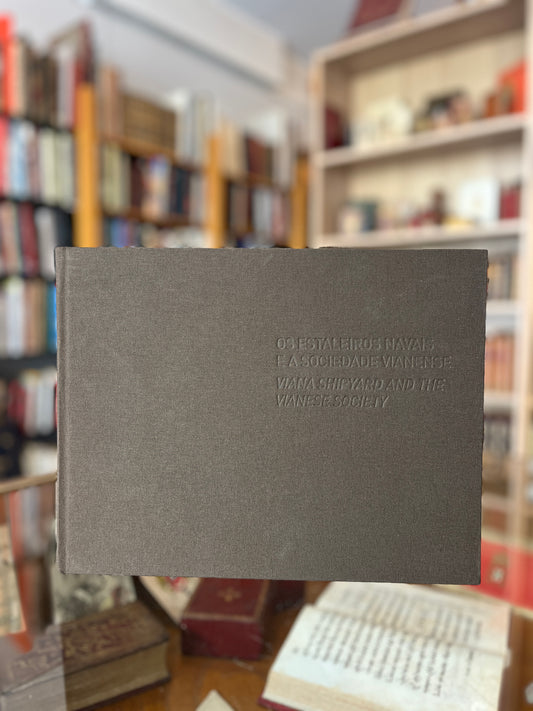 OS ESTALEIROS NAVAIS
E A SOCIEDADE VIANENSE
VIANA SHIPYARD AND THE
VIANESE SOCIETY